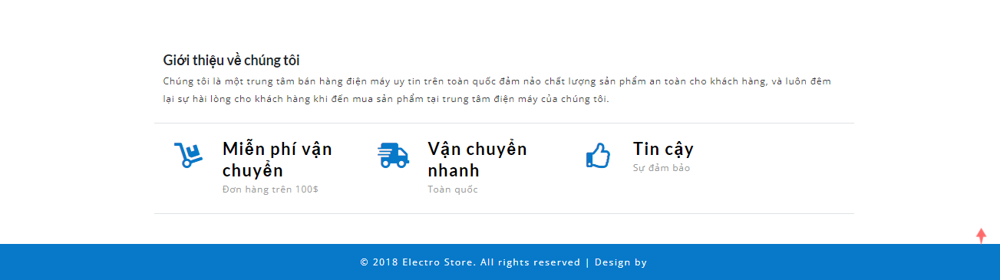 Giới thiệu về chúng tôi
Chúng tôi là một trung tâm bán hàng điện máy uy tin trên toàn quốc đảm nảo chất lượng sản phẩm an toàn cho khách hàng, và luôn đêm
lại sự hài lòng cho khách hàng khi đến mua sản phẩm tại trung tâm điện máy của chúng tôi.
Miễn phí vận
chuyển
Đơn hàng trên 100$
Vận chuyển
nhanh
Toàn quốc
Tin cậy
Sự đảm bảo
© 2018 Electro Store. All rights reserved | Design by